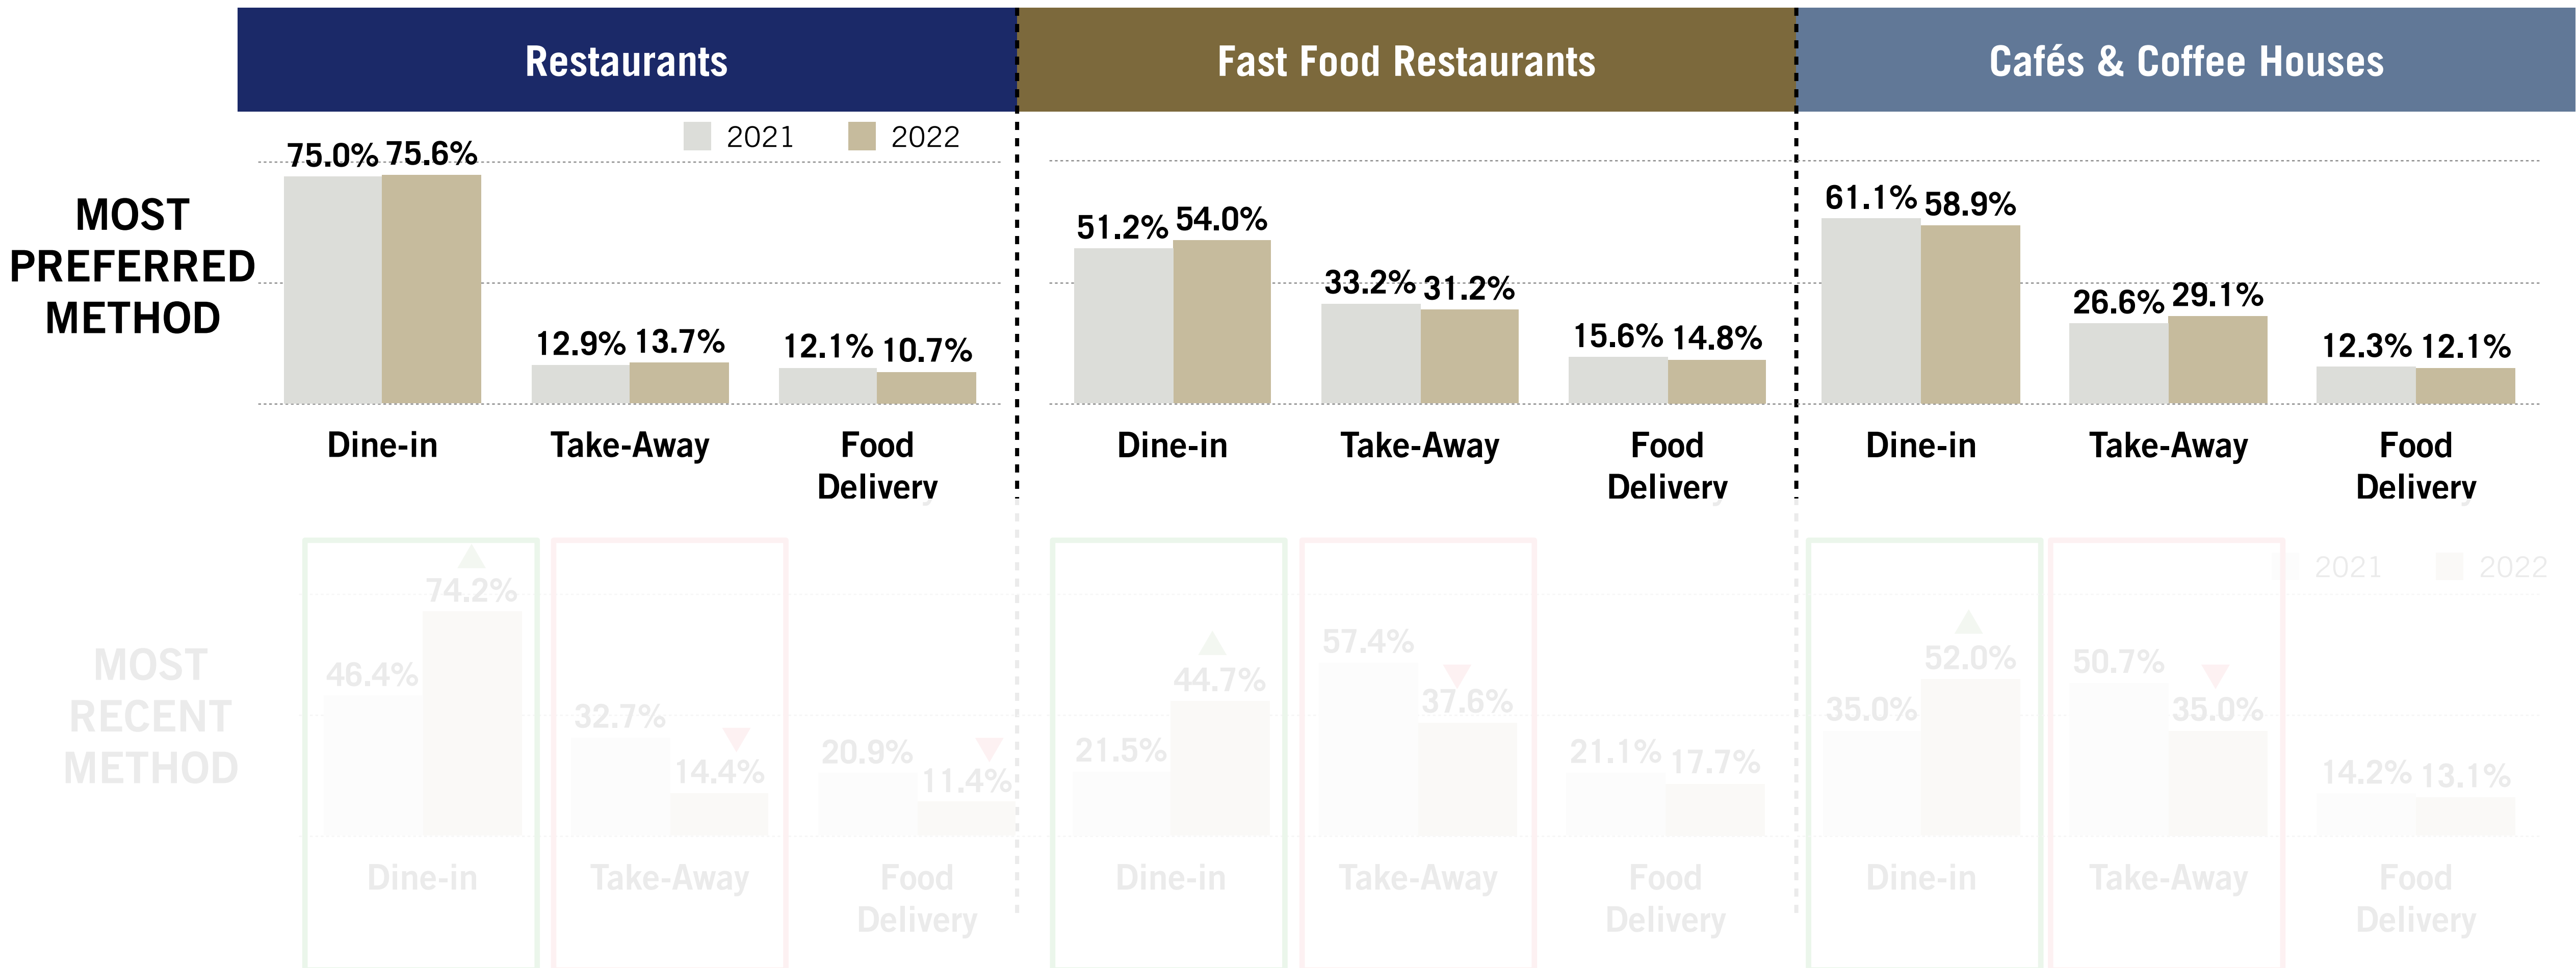 Restaurants
Fast Food Restaurants
Cafés & Coffee Houses
2021 2022
MOST
PREFERRED
METHOD
75.0% 75.6%
12.9% 13.7%
12.1% 10.7%
51.2% 54.0%
33.2% 31.2%
15.6% 14.8%
61.1% 58.9%
26.6% 29.1%
12.3% 12.1%
Dine-in
Take-Away
Food
Delivery
Dine-in
Take-Away
Food
Delivery
Dine-in
Take-Away
Food
Delivery
2021 2022
MOST
RECENT
METHOD
46.4% 74.2%
32.7% 14.4%
20.9% 11.4%
21.5% 44.7%
57.4% 37.6%
21.1% 17.7%
35.0% 52.0%
50.7% 35.0%
14.2% 13.1%
Dine-in
Take-Away
Food
Delivery
Dine-in
Take-Away
Food
Delivery
Dine-in
Take-Away
Food
Delivery